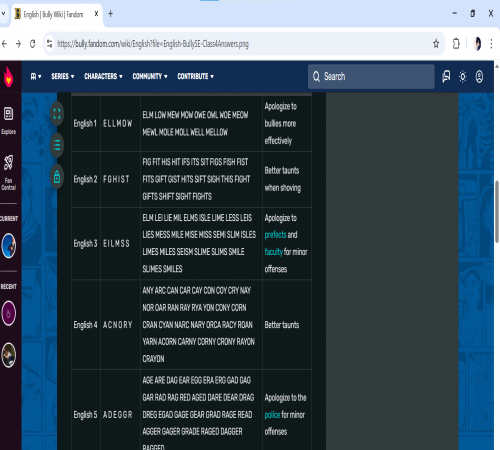 English | Bully Wiki | Fandom
https://bully.fandom.com/wiki/English?file=English-BullySE-Class4Answers.png
SERIES CHARACTERS COMMUNITY CONTRIBUTE Search
Explore
Fan Central
CURRENT
RECENT
English 1 E L L M O W ELM LOW MEW MOW OWE OWL WOE MEOW
MEWL MOLE MOLL WELL MELLOW
Apologize to
bullies more
effectively
English 2 F G H I S T FIG FIT HIS HIT IFS ITS SIT FIGS FISH FIST
FITS GIFT GIST HITS SIFT SIGH THIS FIGHT
GIFTS SHIFT SIGHT FIGHTS
Better taunts
when shoving
English 3 E I L M S S ELM LEI LIE MIL ELMS ISLE LIME LESS LEIS
LIES MESS MILE MISE MISS SEMI SLIM ISLES
LIMES MILES SEISM SLIME SLIMS SMILE
SLIMES SMILES
Apologize to
prefects and
faculty for minor
offenses
English 4 A C N O R Y ANY ARC CAN CAR CAY CON COY CRY NAY
NOR OAR RAN RAY RYA YON CONY CORN
CRAN CYAN NARC NARY ORCA RACY ROAN
YARN ACORN CARNY CORNY CRONY RAYON
CRAYON
Better taunts
English 5 A D E G G R AGE ARE DAG EAR EGG ERA ERG GAD GAG
GAR RAD RAG RED AGED DARE DEAR DRAG
DREG EGAD GAGE GEAR GRAD RAGE READ
AGGER GAGER GRADE RAGED DAGGER
RAGGED
Apologize to the
police for minor
offenses